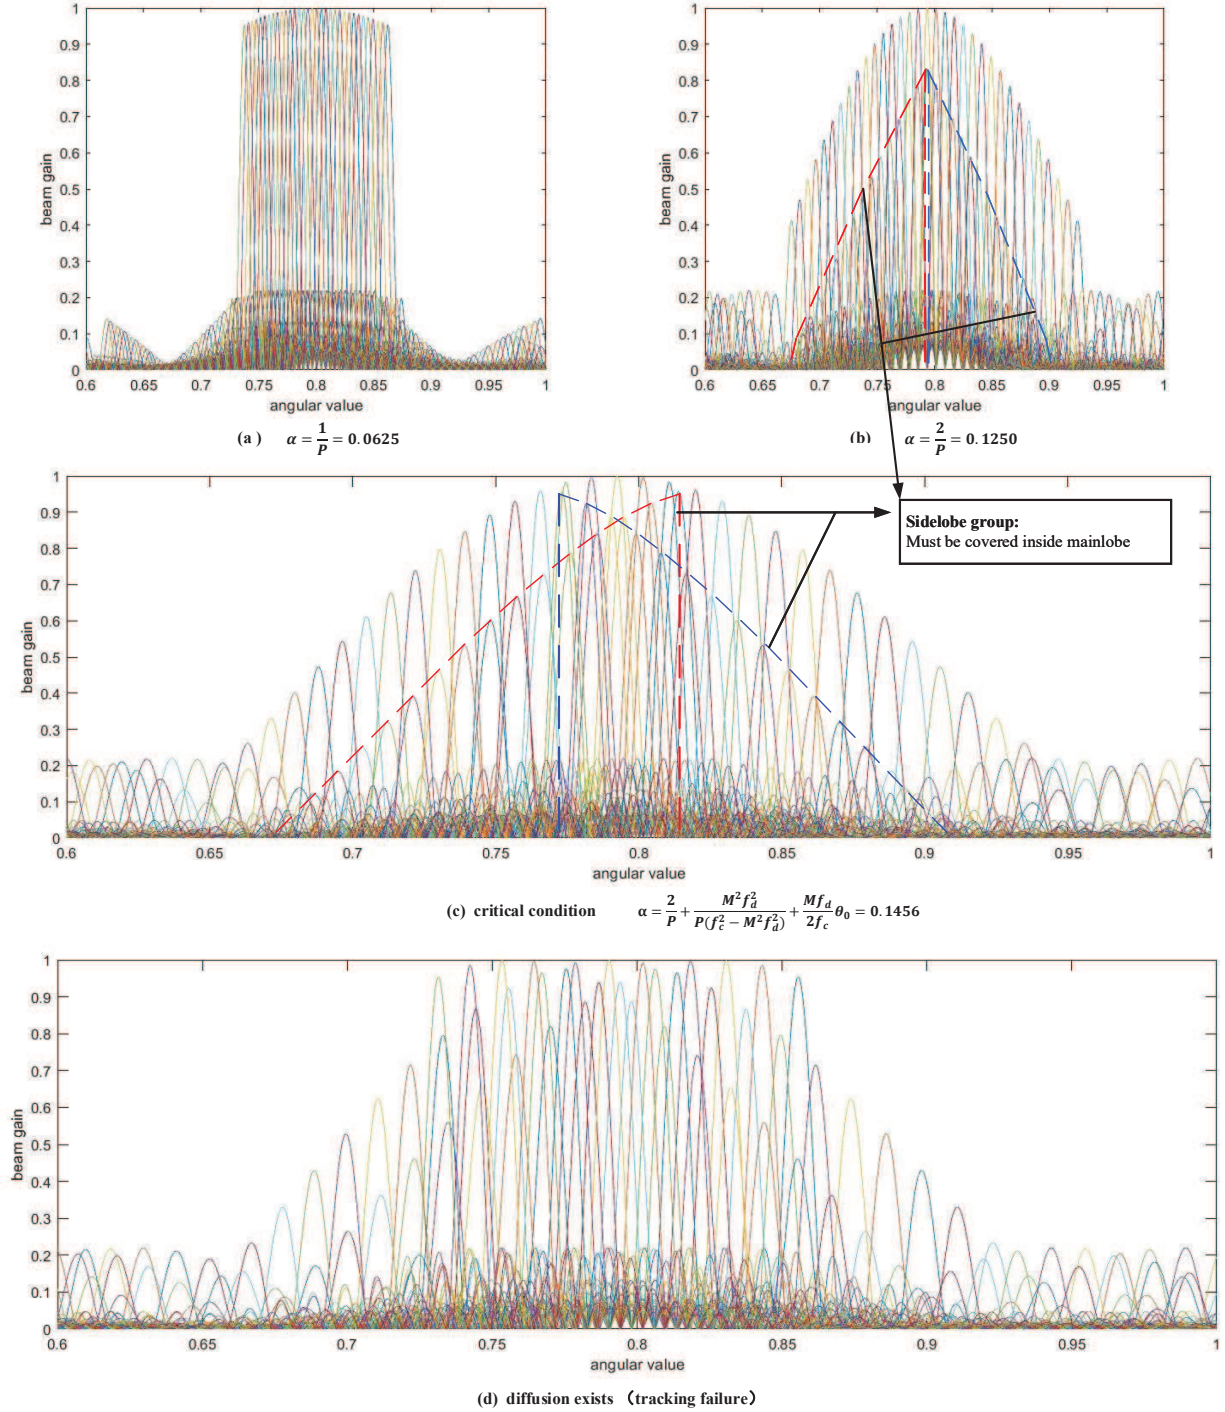 1
0.9
0.8
0.7
0.6
0.5
0.4
0.3
0.2
0.1
0
beam gain
0.6 0.65 0.7 0.75 0.8 0.85 0.9 0.95 1
angular value
(a ) α = 1/P = 0.0625
1
0.9
0.8
0.7
0.6
0.5
0.4
0.3
0.2
0.1
0
beam gain
0.6 0.65 0.7 0.75 0.8 0.85 0.9 0.95 1
angular value
(b) α = 2/P = 0.1250
1
0.9
0.8
0.7
0.6
0.5
0.4
0.3
0.2
0.1
0
beam gain
Sidelobe group:
Must be covered inside mainlobe
0.6 0.65 0.7 0.75 0.8 0.85 0.9 0.95 1
angular value
(c) critical condition α = 2/P + M²f_d²/P(f_c² − M²f_d²) + Mf_d/2f_c θ₀ = 0.1456
1
0.9
0.8
0.7
0.6
0.5
0.4
0.3
0.2
0.1
0
beam gain
0.6 0.65 0.7 0.75 0.8 0.85 0.9 0.95 1
angular value
(d) diffusion exists （tracking failure）